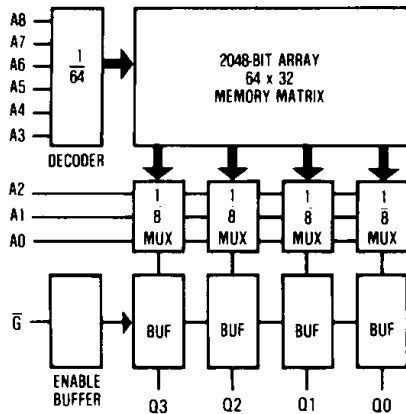 A8
A7
A6
A5
A4
A3
1
64
DECODER
2048-BIT ARRAY
64 x 32
MEMORY MATRIX
A2
A1
A0
1 1 1 1
8 8 8 8
MUX MUX MUX MUX
G̅
BUF BUF BUF BUF
ENABLE
BUFFER
Q3 Q2 Q1 Q0